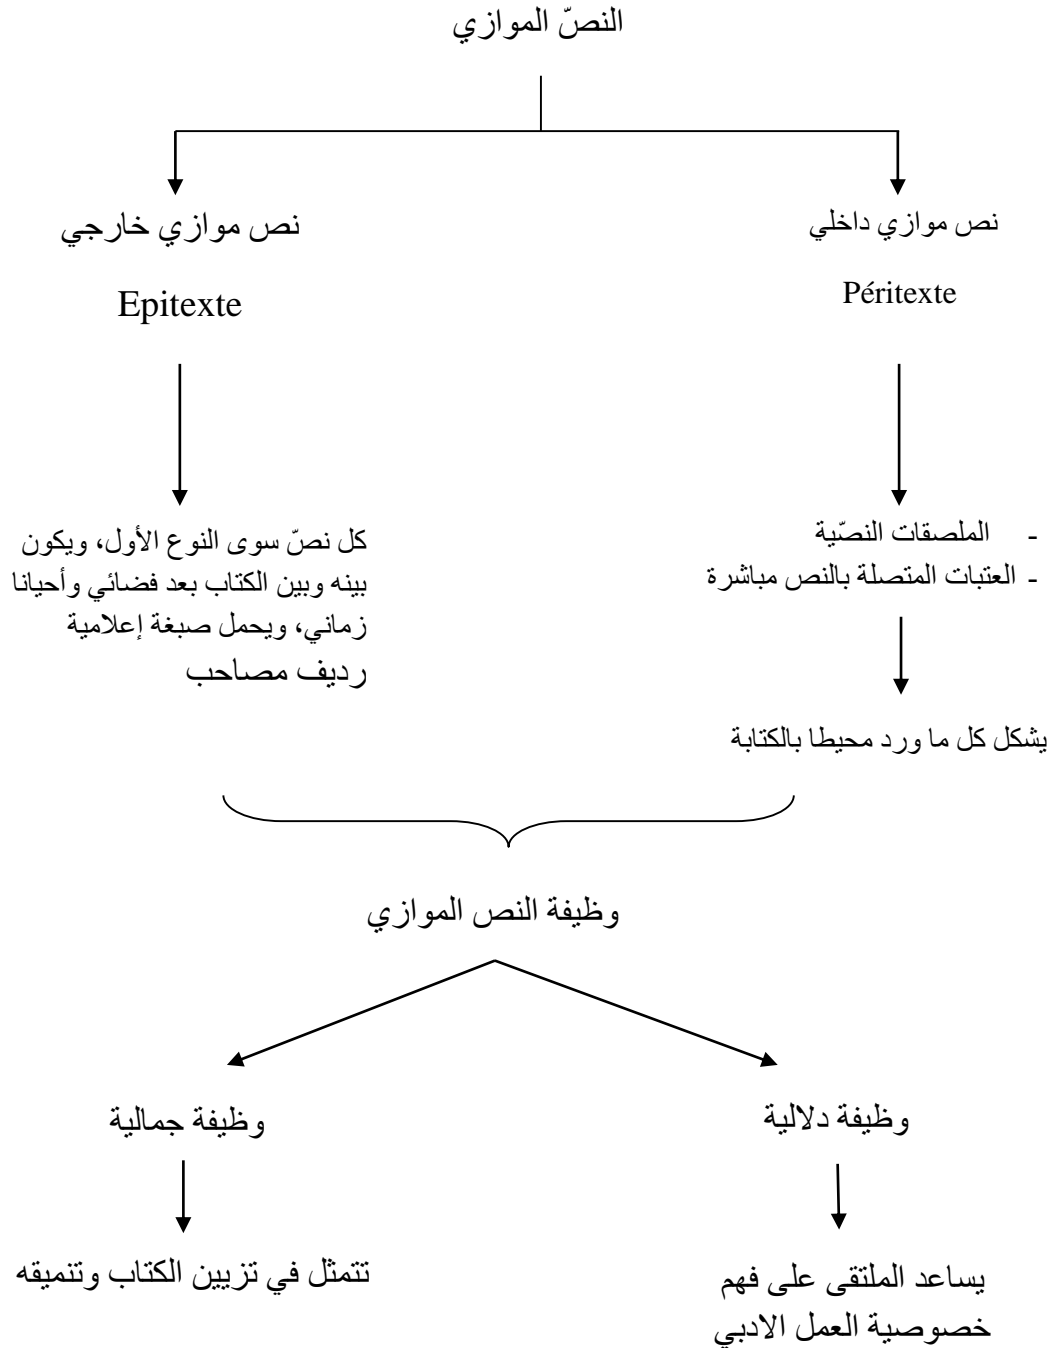 النصّ الموازي
نص موازي داخلي
Péritexte
- الملصقات النصّية
- العتبات المتصلة بالنص مباشرة
يشكل كل ما ورد محيطا بالكتابة
نص موازي خارجي
Epitexte
كل نصّ سوى النوع الأول، ويكون
بينه وبين الكتاب بعد فضائي وأحيانا
زماني، ويحمل صبغة إعلامية
رديف مصاحب
وظيفة النص الموازي
وظيفة دلالية
يساعد الملتقى على فهم
خصوصية العمل الادبي
وظيفة جمالية
تتمثل في تزيين الكتاب وتنميقه